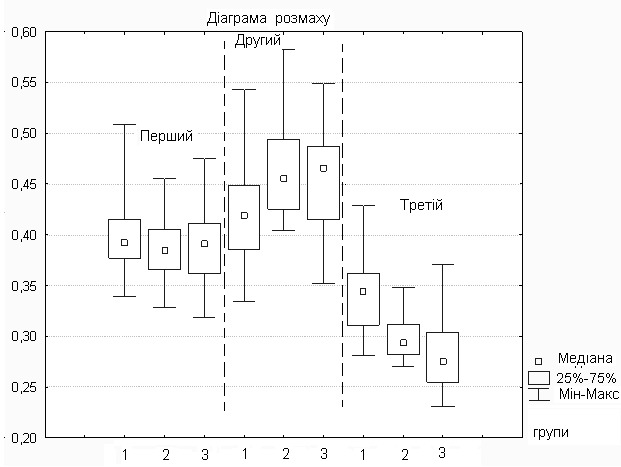 Діаграма розмаху
0,60
0,55
0,50
0,45
0,40
0,35
0,30
0,25
0,20
Перший
Другий
Третій
1 2 3 1 2 3 1 2 3
Медіана
25%-75%
Мін-Макс
групи